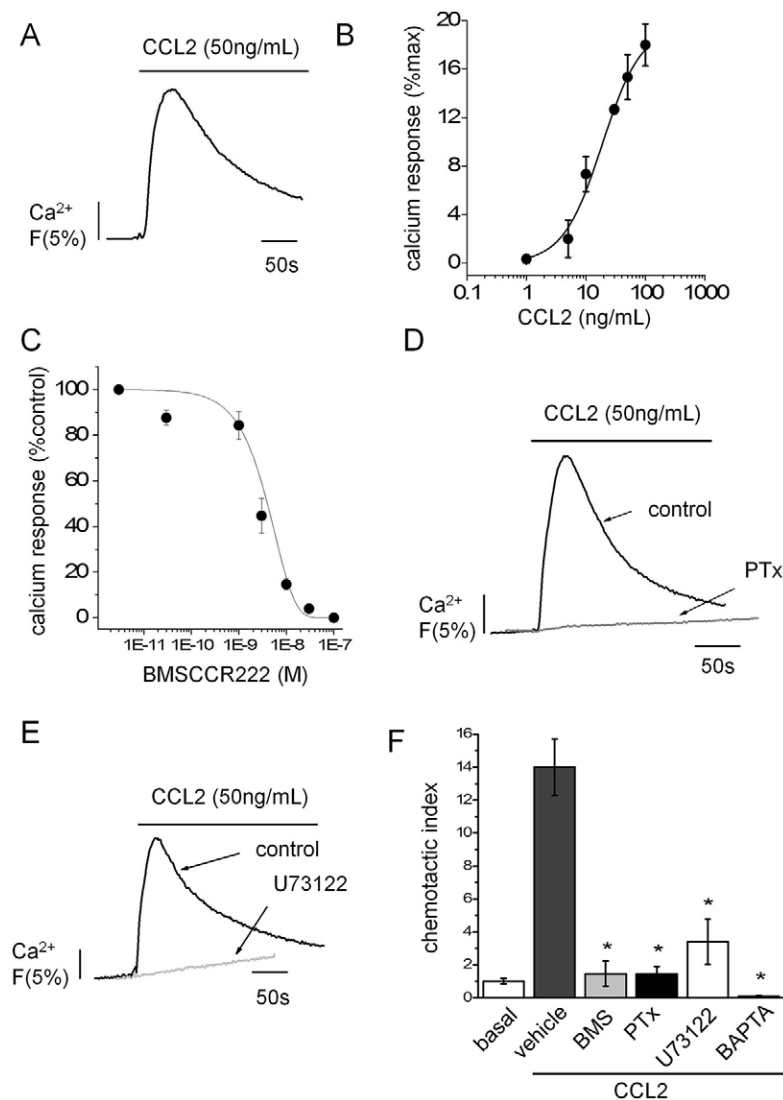 A
CCL2 (50ng/mL)
Ca²⁺
F(5%)
50s
B
calcium response (%max)
20
16
12
8
4
0
0.1
1
10
100
1000
CCL2 (ng/mL)
C
calcium response (%control)
100
80
60
40
20
0
1E-11
1E-10
1E-9
1E-8
1E-7
BMSCCR222 (M)
D
CCL2 (50ng/mL)
control
PTx
Ca²⁺
F(5%)
50s
E
CCL2 (50ng/mL)
control
U73122
Ca²⁺
F(5%)
50s
F
chemotactic index
16
14
12
10
8
6
4
2
0
*
*
*
*
basal
vehicle
BMS
PTx
U73122
BAPTA
CCL2